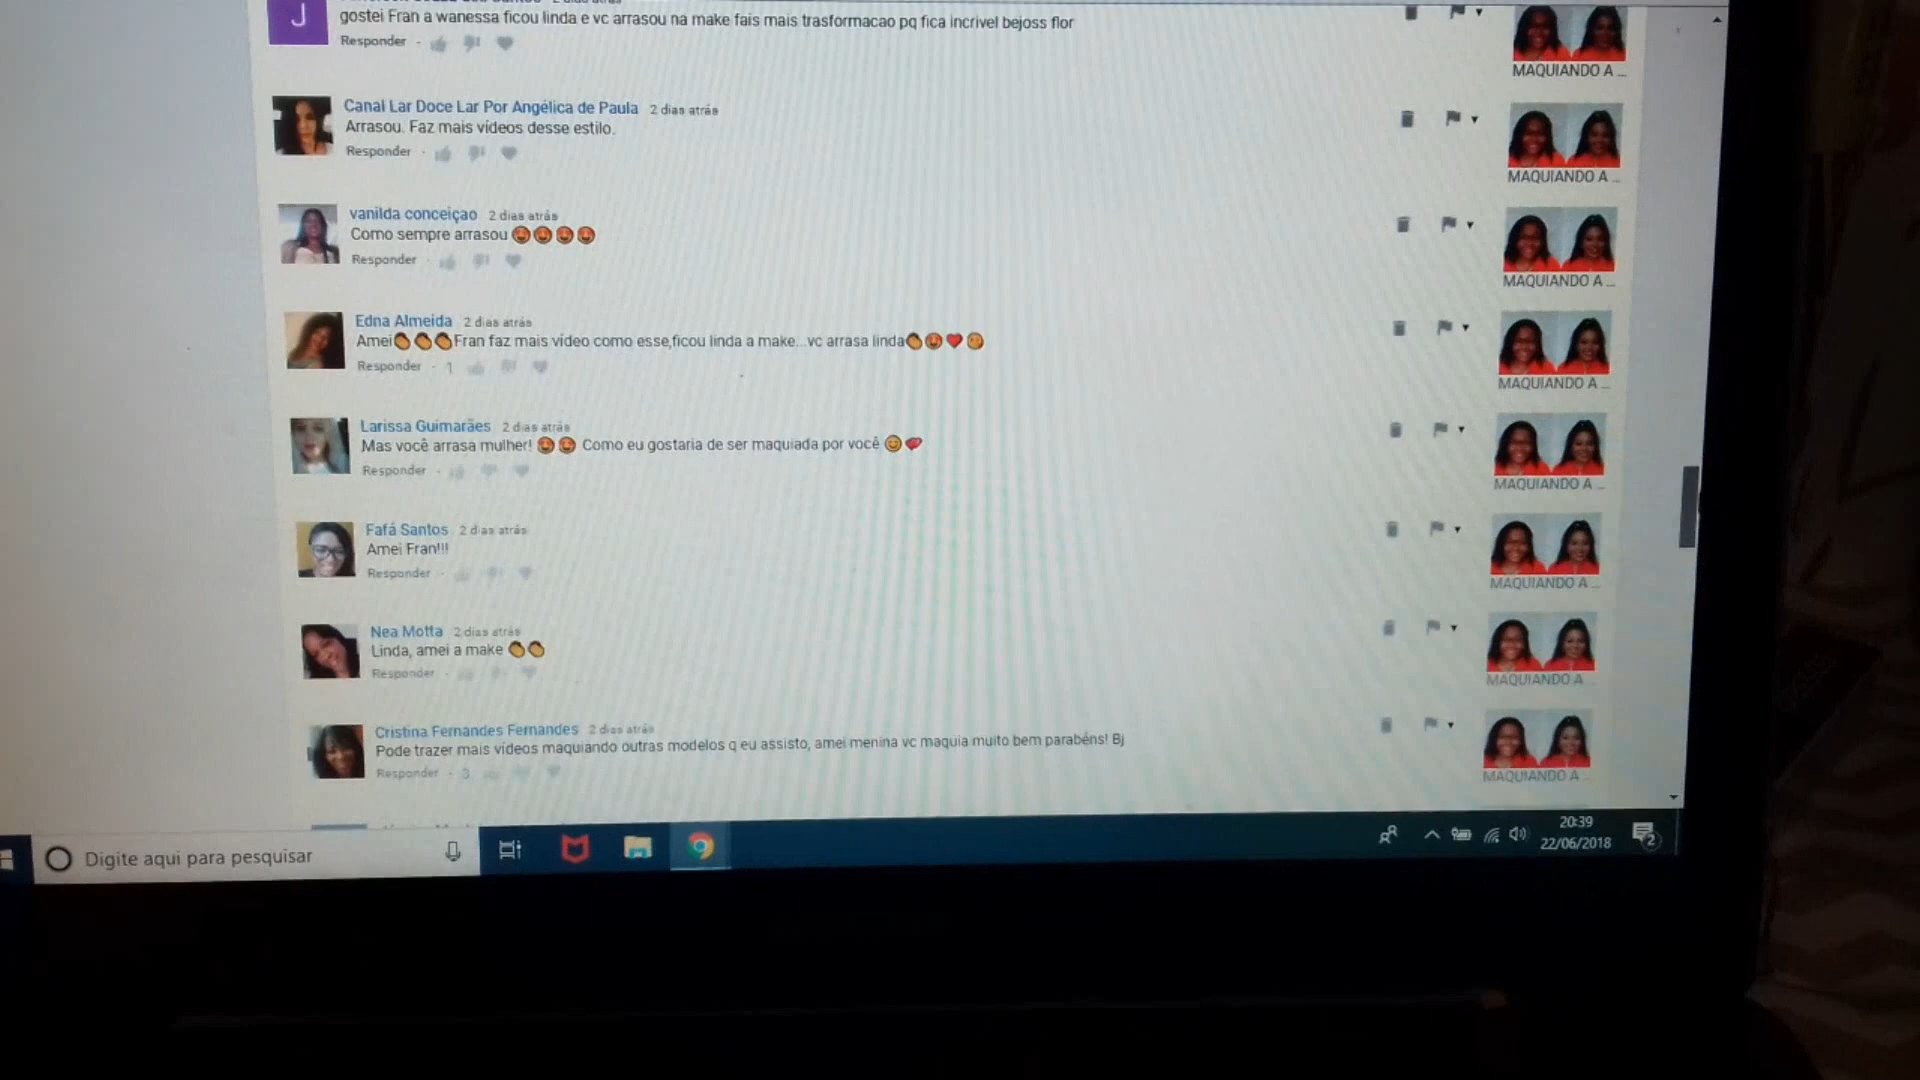 J
gostei Fran a wanessa ficou linda e vc arrasou na make fais mais trasformacao pq fica incrivel bejoss flor
Responder
MAQUIANDO A ...
Canal Lar Doce Lar Por Angélica de Paula 2 dias atrás
Arrasou. Faz mais vídeos desse estilo.
Responder
MAQUIANDO A ...
vanilda conceiçao 2 dias atrás
Como sempre arrasou 😍😍😍😍
Responder
MAQUIANDO A ...
Edna Almeida 2 dias atrás
Amei👏👏👏Fran faz mais vídeo como esse,ficou linda a make...vc arrasa linda👏😍❤😘
Responder · 1
MAQUIANDO A ...
Larissa Guimarães 2 dias atrás
Mas você arrasa mulher! 😍😍 Como eu gostaria de ser maquiada por você 😊💕
Responder
MAQUIANDO A ...
Fafá Santos 2 dias atrás
Amei Fran!!!
Responder
MAQUIANDO A ...
Nea Motta 2 dias atrás
Linda, amei a make 👏👏
Responder
MAQUIANDO A
Cristina Fernandes Fernandes 2 dias atrás
Pode trazer mais vídeos maquiando outras modelos q eu assisto, amei menina vc maquia muito bem parabéns! Bj
Responder · 3
MAQUIANDO A
Digite aqui para pesquisar
20:39
22/06/2018
2